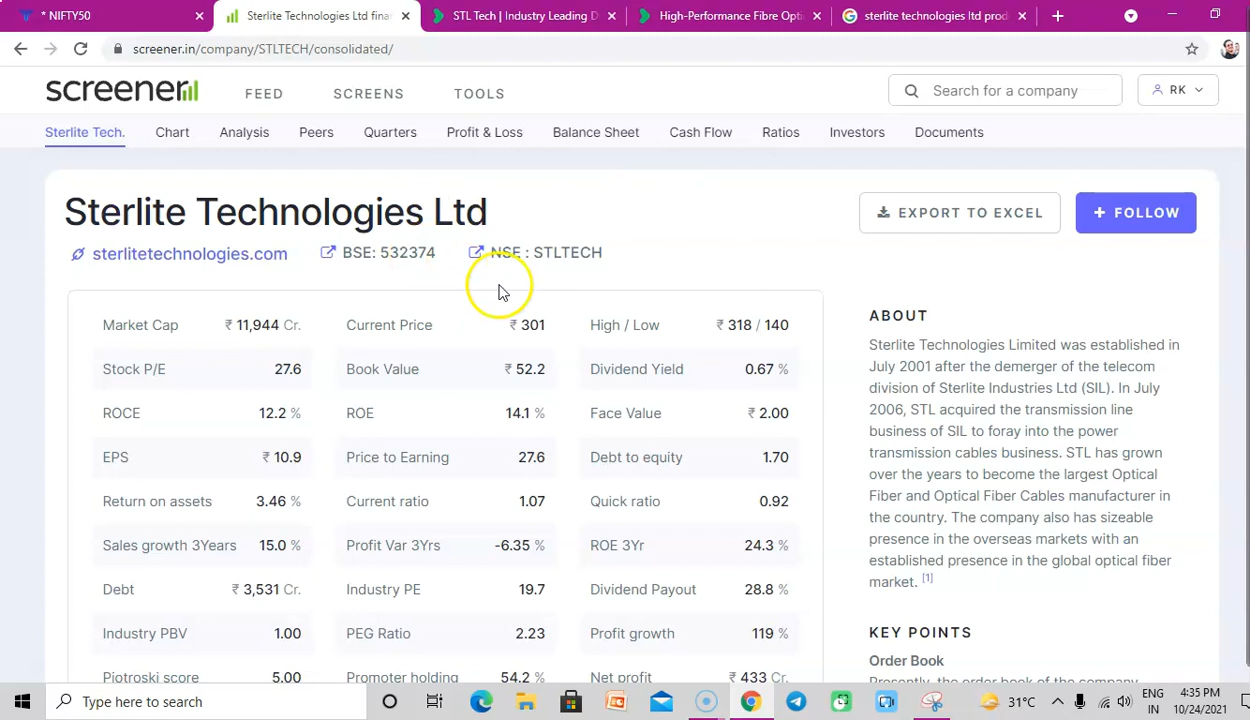 * NIFTY50
Sterlite Technologies Ltd fina
STL Tech | Industry Leading D
High-Performance Fibre Opti
sterlite technologies ltd prod
screener.in/company/STLTECH/consolidated/
screener
FEED
SCREENS
TOOLS
Search for a company
RK
Sterlite Tech.
Chart
Analysis
Peers
Quarters
Profit & Loss
Balance Sheet
Cash Flow
Ratios
Investors
Documents
Sterlite Technologies Ltd
EXPORT TO EXCEL
+ FOLLOW
sterlitetechnologies.com
BSE: 532374
NSE : STLTECH
Market Cap ₹ 11,944 Cr.
Current Price ₹ 301
High / Low ₹ 318 / 140
Stock P/E 27.6
Book Value ₹ 52.2
Dividend Yield 0.67 %
ROCE 12.2 %
ROE 14.1 %
Face Value ₹ 2.00
EPS ₹ 10.9
Price to Earning 27.6
Debt to equity 1.70
Return on assets 3.46 %
Current ratio 1.07
Quick ratio 0.92
Sales growth 3Years 15.0 %
Profit Var 3Yrs -6.35 %
ROE 3Yr 24.3 %
Debt ₹ 3,531 Cr.
Industry PE 19.7
Dividend Payout 28.8 %
Industry PBV 1.00
PEG Ratio 2.23
Profit growth 119 %
Piotroski score 5.00
Promoter holding 54.2 %
Net profit ₹ 433 Cr.
ABOUT
Sterlite Technologies Limited was established in
July 2001 after the demerger of the telecom
division of Sterlite Industries Ltd (SIL). In July
2006, STL acquired the transmission line
business of SIL to foray into the power
transmission cables business. STL has grown
over the years to become the largest Optical
Fiber and Optical Fiber Cables manufacturer in
the country. The company also has sizeable
presence in the overseas markets with an
established presence in the global optical fiber
market. [1]
KEY POINTS
Order Book
Presently, the order book of the company
Type here to search
31°C
ENG
IN
4:35 PM
10/24/2021